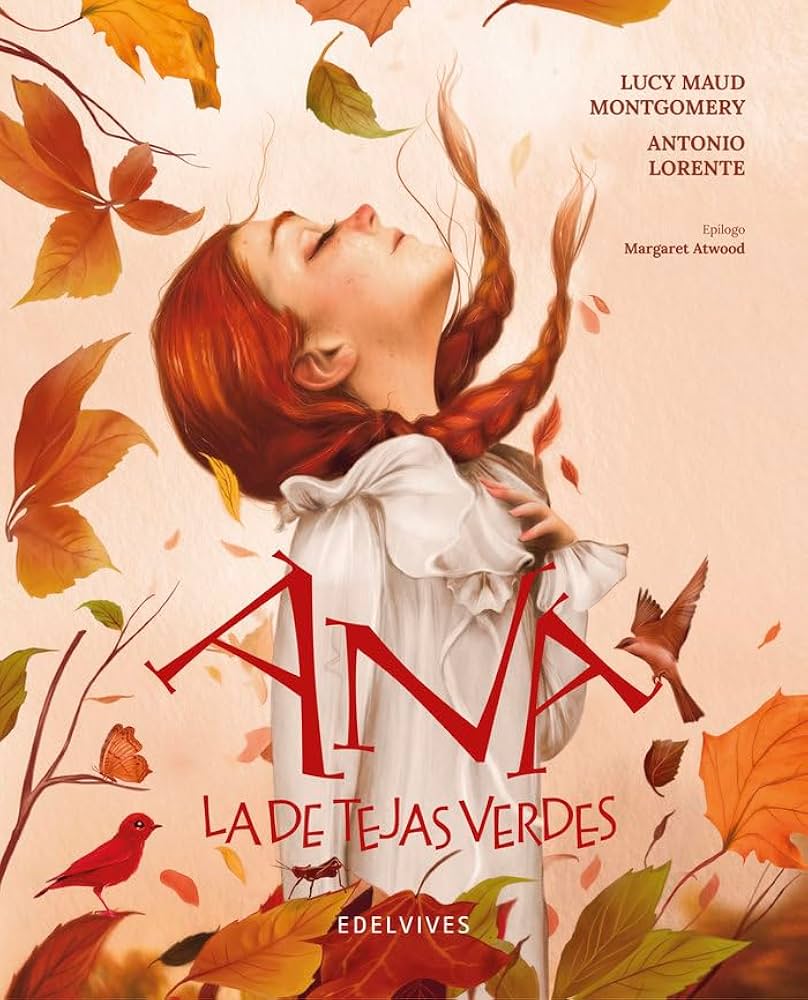 LUCY MAUD
MONTGOMERY
ANTONIO
LORENTE
Epílogo
Margaret Atwood
ANA
LA DE TEJAS VERDES
EDELVIVES